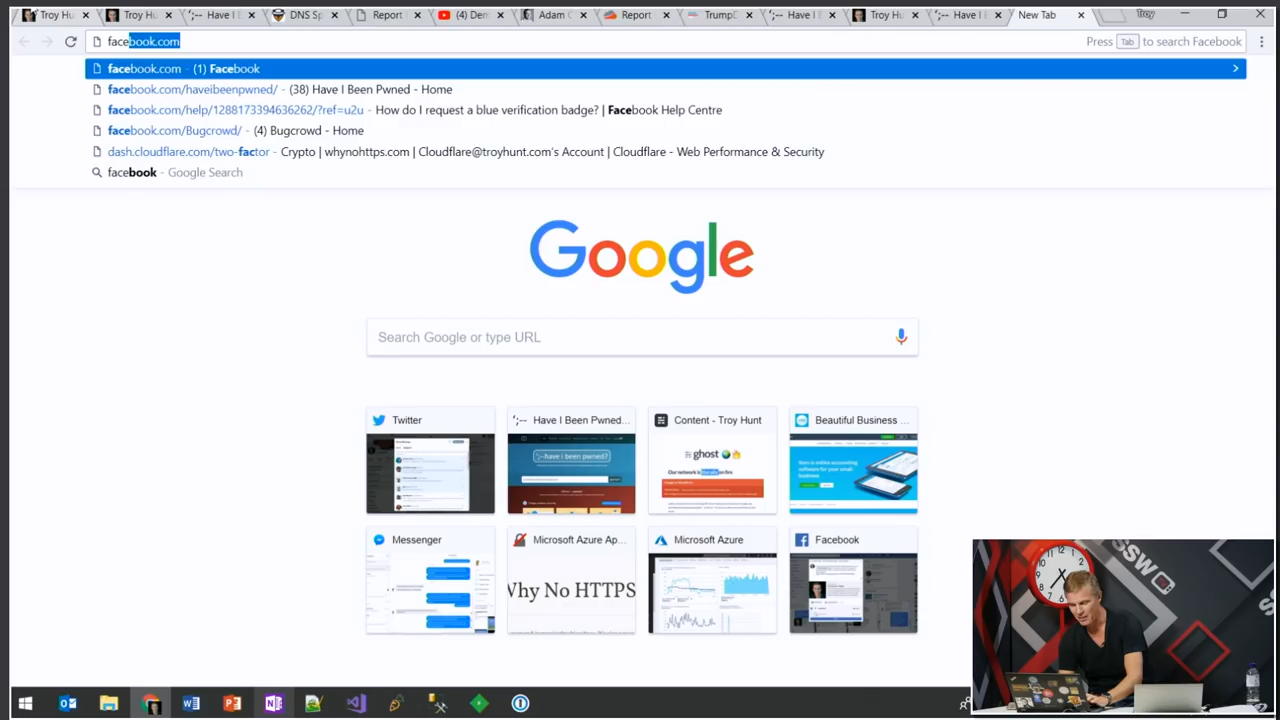 Troy Hu
Troy Hu
';-- Have I E
DNS Sp
Report
(4) Dem
Adam C
Report
TrumpD
';-- Have I E
Troy Hu
';-- Have I E
New Tab
Troy
facebook.com
Press Tab to search Facebook
facebook.com - (1) Facebook
facebook.com/haveibeenpwned/ - (38) Have I Been Pwned - Home
facebook.com/help/1288173394636262/?ref=u2u - How do I request a blue verification badge? | Facebook Help Centre
facebook.com/Bugcrowd/ - (4) Bugcrowd - Home
dash.cloudflare.com/two-factor - Crypto | whynohttps.com | Cloudflare@troyhunt.com's Account | Cloudflare - Web Performance & Security
facebook - Google Search
Google
Search Google or type URL
Twitter
';-- Have I Been Pwned...
Content - Troy Hunt
Beautiful Business ...
';--have i been pwned?
ghost
Messenger
Microsoft Azure Ap...
Microsoft Azure
Facebook
Why No HTTPS
SSW